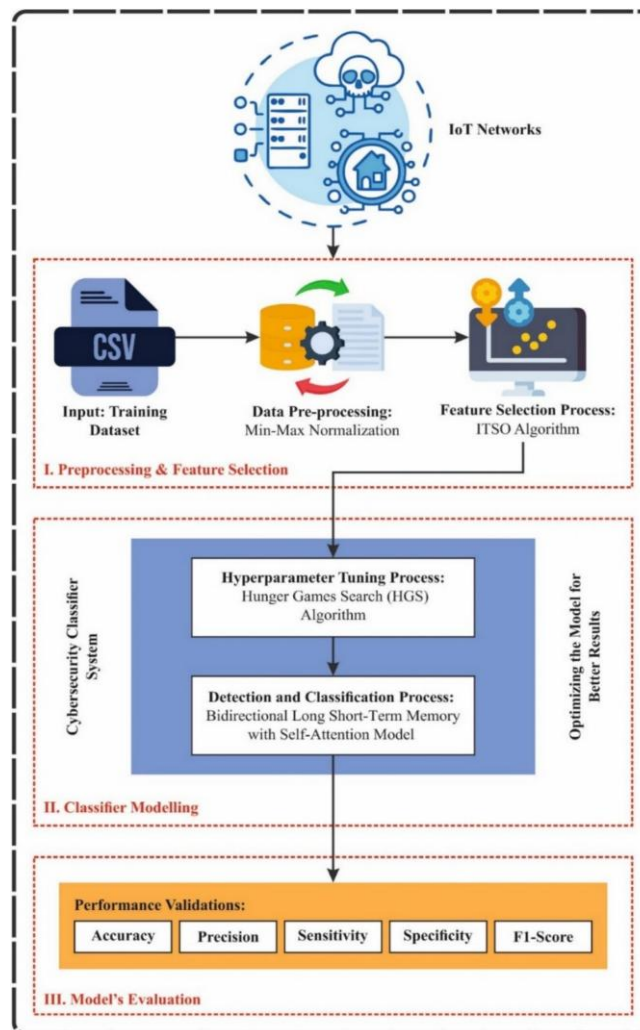 IoT Networks
CSV
Input: Training
Dataset
Data Pre-processing:
Min-Max Normalization
Feature Selection Process:
ITSO Algorithm
I. Preprocessing & Feature Selection
Cybersecurity Classifier
System
Hyperparameter Tuning Process:
Hunger Games Search (HGS)
Algorithm
Detection and Classification Process:
Bidirectional Long Short-Term Memory
with Self-Attention Model
Optimizing the Model for
Better Results
II. Classifier Modelling
Performance Validations:
Accuracy
Precision
Sensitivity
Specificity
F1-Score
III. Model's Evaluation